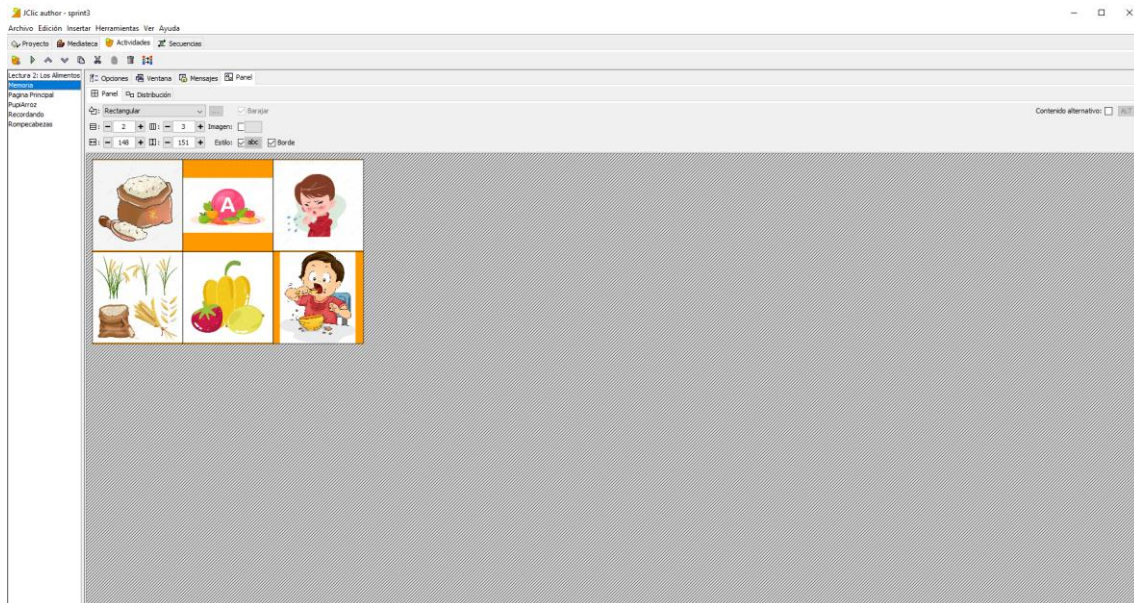 JClic author - sprint3
Archivo Edición Insertar Herramientas Ver Ayuda
Proyecto Mediateca Actividades Secuencias
Lectura 2: Los Alimentos
Memoria
Pagina Principal
PupiArroz
Recordando
Rompecabezas
Opciones Ventana Mensajes Panel
Panel Distribución
Rectangular ... Barajar Contenido alternativo: ALT
2 3 Imagen:
148 151 Estilo: abc Borde
A